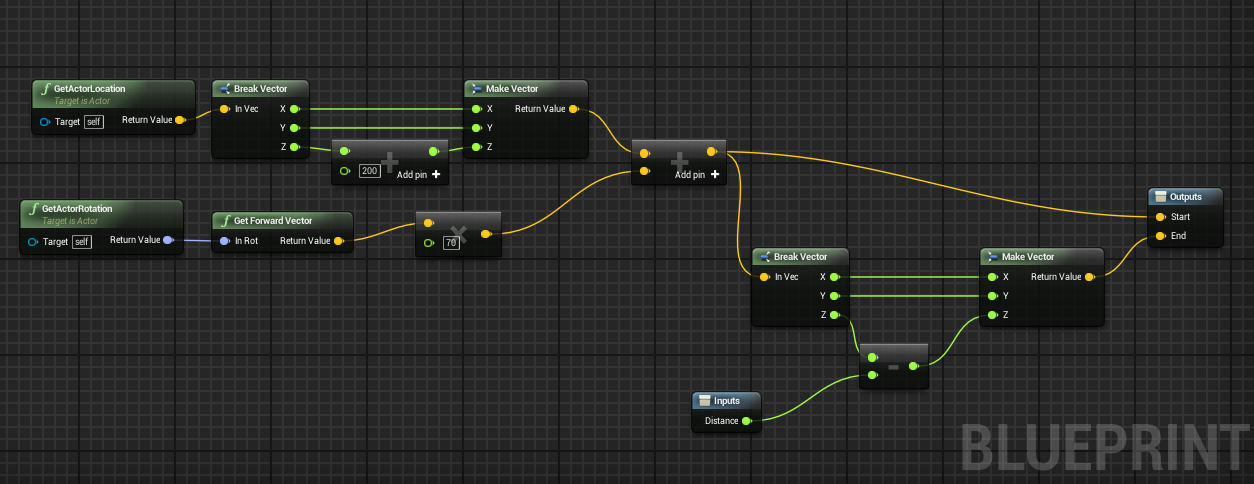 GetActorLocation
Target is Actor
Target self Return Value
Break Vector
In Vec X
Y
Z
200
Add pin +
Make Vector
X Return Value
Y
Z
+
Add pin +
GetActorRotation
Target is Actor
Target self Return Value
Get Forward Vector
In Rot Return Value
70
×
Outputs
Start
End
Break Vector
In Vec X
Y
Z
Make Vector
X Return Value
Y
Z
-
Inputs
Distance
BLUEPRINT